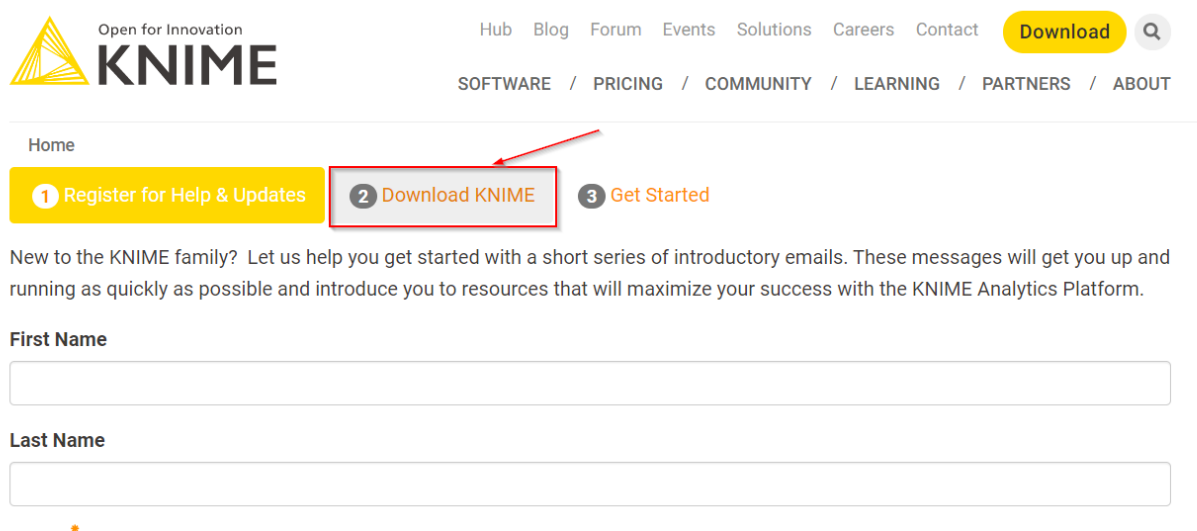 Open for Innovation
KNIME
Hub Blog Forum Events Solutions Careers Contact Download
SOFTWARE / PRICING / COMMUNITY / LEARNING / PARTNERS / ABOUT
Home
1 Register for Help & Updates
2 Download KNIME
3 Get Started
New to the KNIME family? Let us help you get started with a short series of introductory emails. These messages will get you up and
running as quickly as possible and introduce you to resources that will maximize your success with the KNIME Analytics Platform.
First Name
Last Name